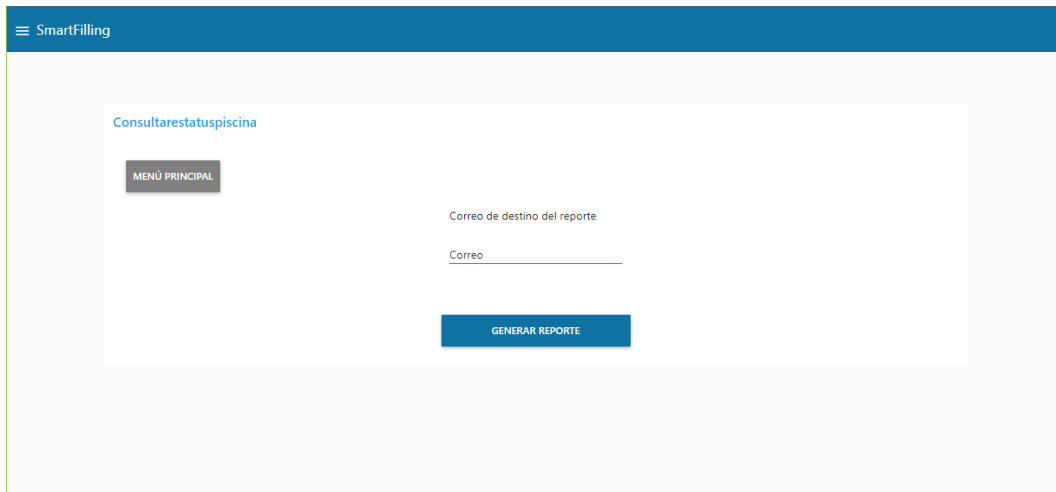 SmartFilling
Consultarestatuspiscina
MENÚ PRINCIPAL
Correo de destino del reporte
Correo
GENERAR REPORTE